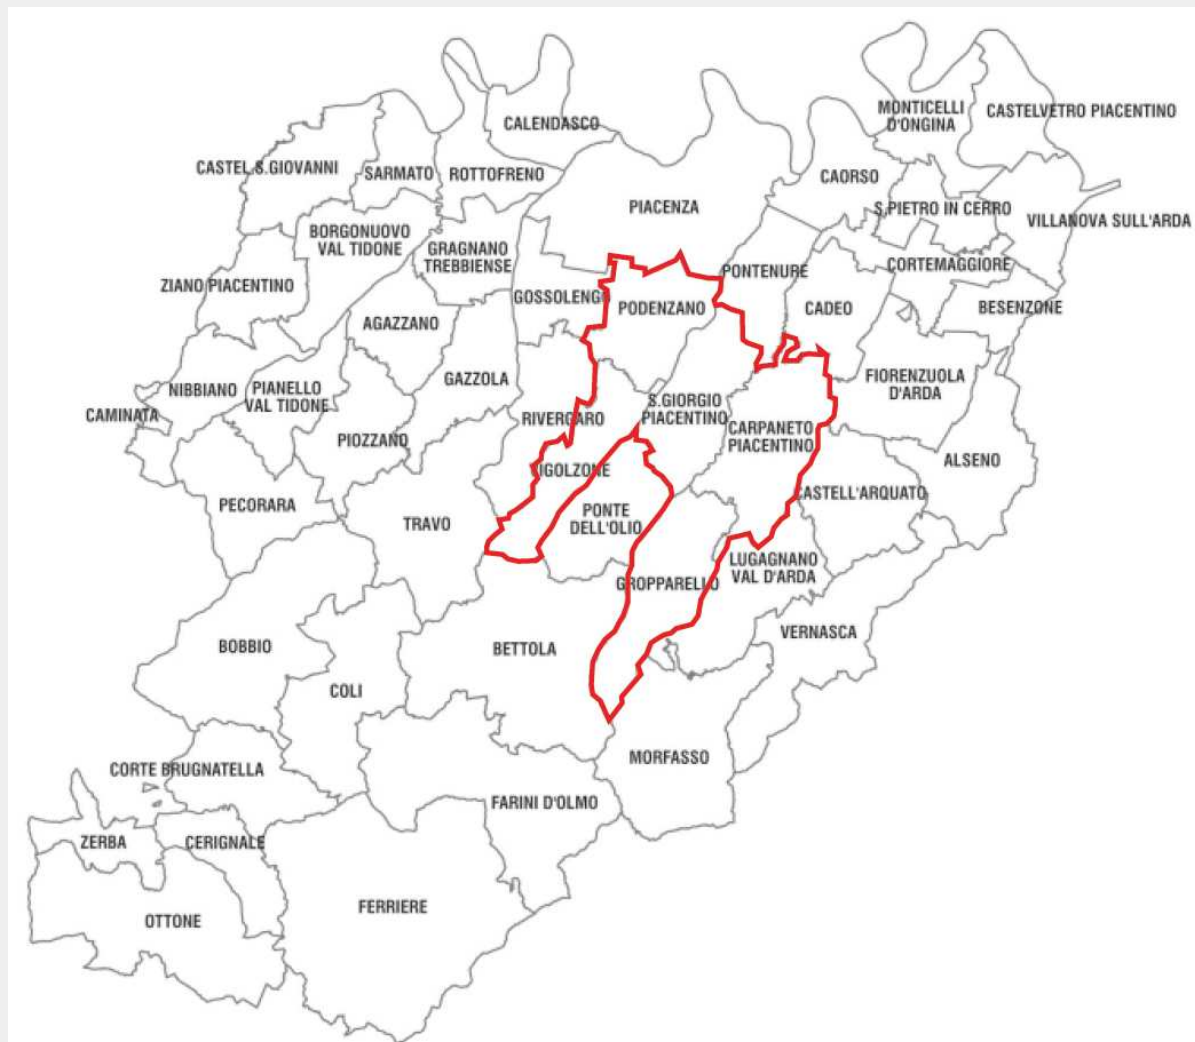 CALENDASCO
MONTICELLI
D'ONGINA
CASTELVETRO PIACENTINO
CASTEL S.GIOVANNI
SARMATO
ROTTOFRENO
CAORSO
PIACENZA
S.PIETRO IN CERRO
VILLANOVA SULL'ARDA
BORGONUOVO
VAL TIDONE
GRAGNANO
TREBBIENSE
ZIANO PIACENTINO
GOSSOLENGO
PONTENURE
CORTEMAGGIORE
PODENZANO
CADEO
BESENZONE
AGAZZANO
GAZZOLA
FIORENZUOLA
D'ARDA
NIBBIANO
PIANELLO
VAL TIDONE
CAMINATA
RIVERGARO
S.GIORGIO
PIACENTINO
CARPANETO
PIACENTINO
PIOZZANO
ALSENO
IGOLZONE
CASTELL'ARQUATO
PECORARA
TRAVO
PONTE
DELL'OLIO
LUGAGNANO
VAL D'ARDA
GROPPARELLO
VERNASCA
BOBBIO
BETTOLA
COLI
MORFASSO
CORTE BRUGNATELLA
FARINI D'OLMO
ZERBA
CERIGNALE
FERRIERE
OTTONE